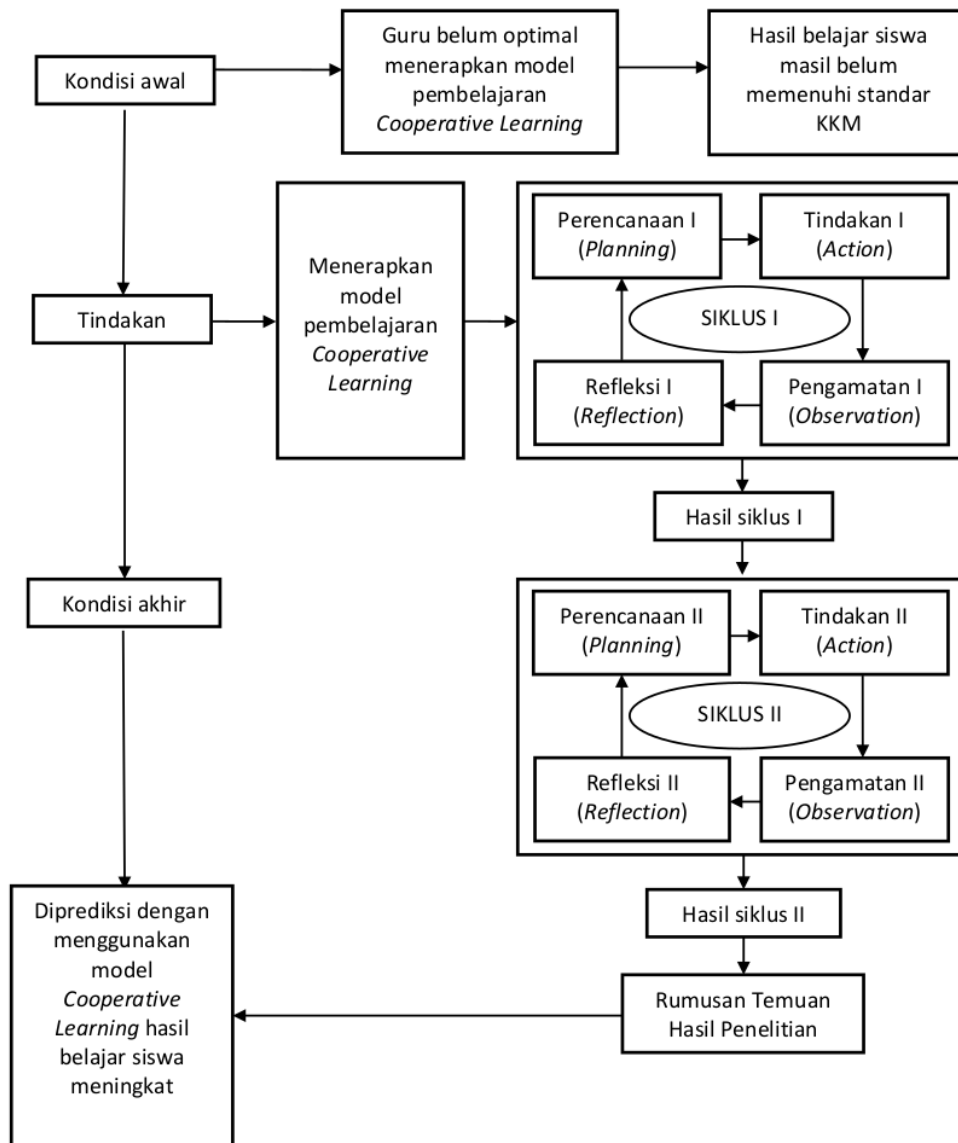 Kondisi awal
Guru belum optimal
menerapkan model
pembelajaran
Cooperative Learning
Hasil belajar siswa
masil belum
memenuhi standar
KKM
Tindakan
Menerapkan
model
pembelajaran
Cooperative
Learning
Perencanaan I
(Planning)
Tindakan I
(Action)
SIKLUS I
Refleksi I
(Reflection)
Pengamatan I
(Observation)
Hasil siklus I
Kondisi akhir
Perencanaan II
(Planning)
Tindakan II
(Action)
SIKLUS II
Refleksi II
(Reflection)
Pengamatan II
(Observation)
Hasil siklus II
Rumusan Temuan
Hasil Penelitian
Diprediksi dengan
menggunakan
model
Cooperative
Learning hasil
belajar siswa
meningkat